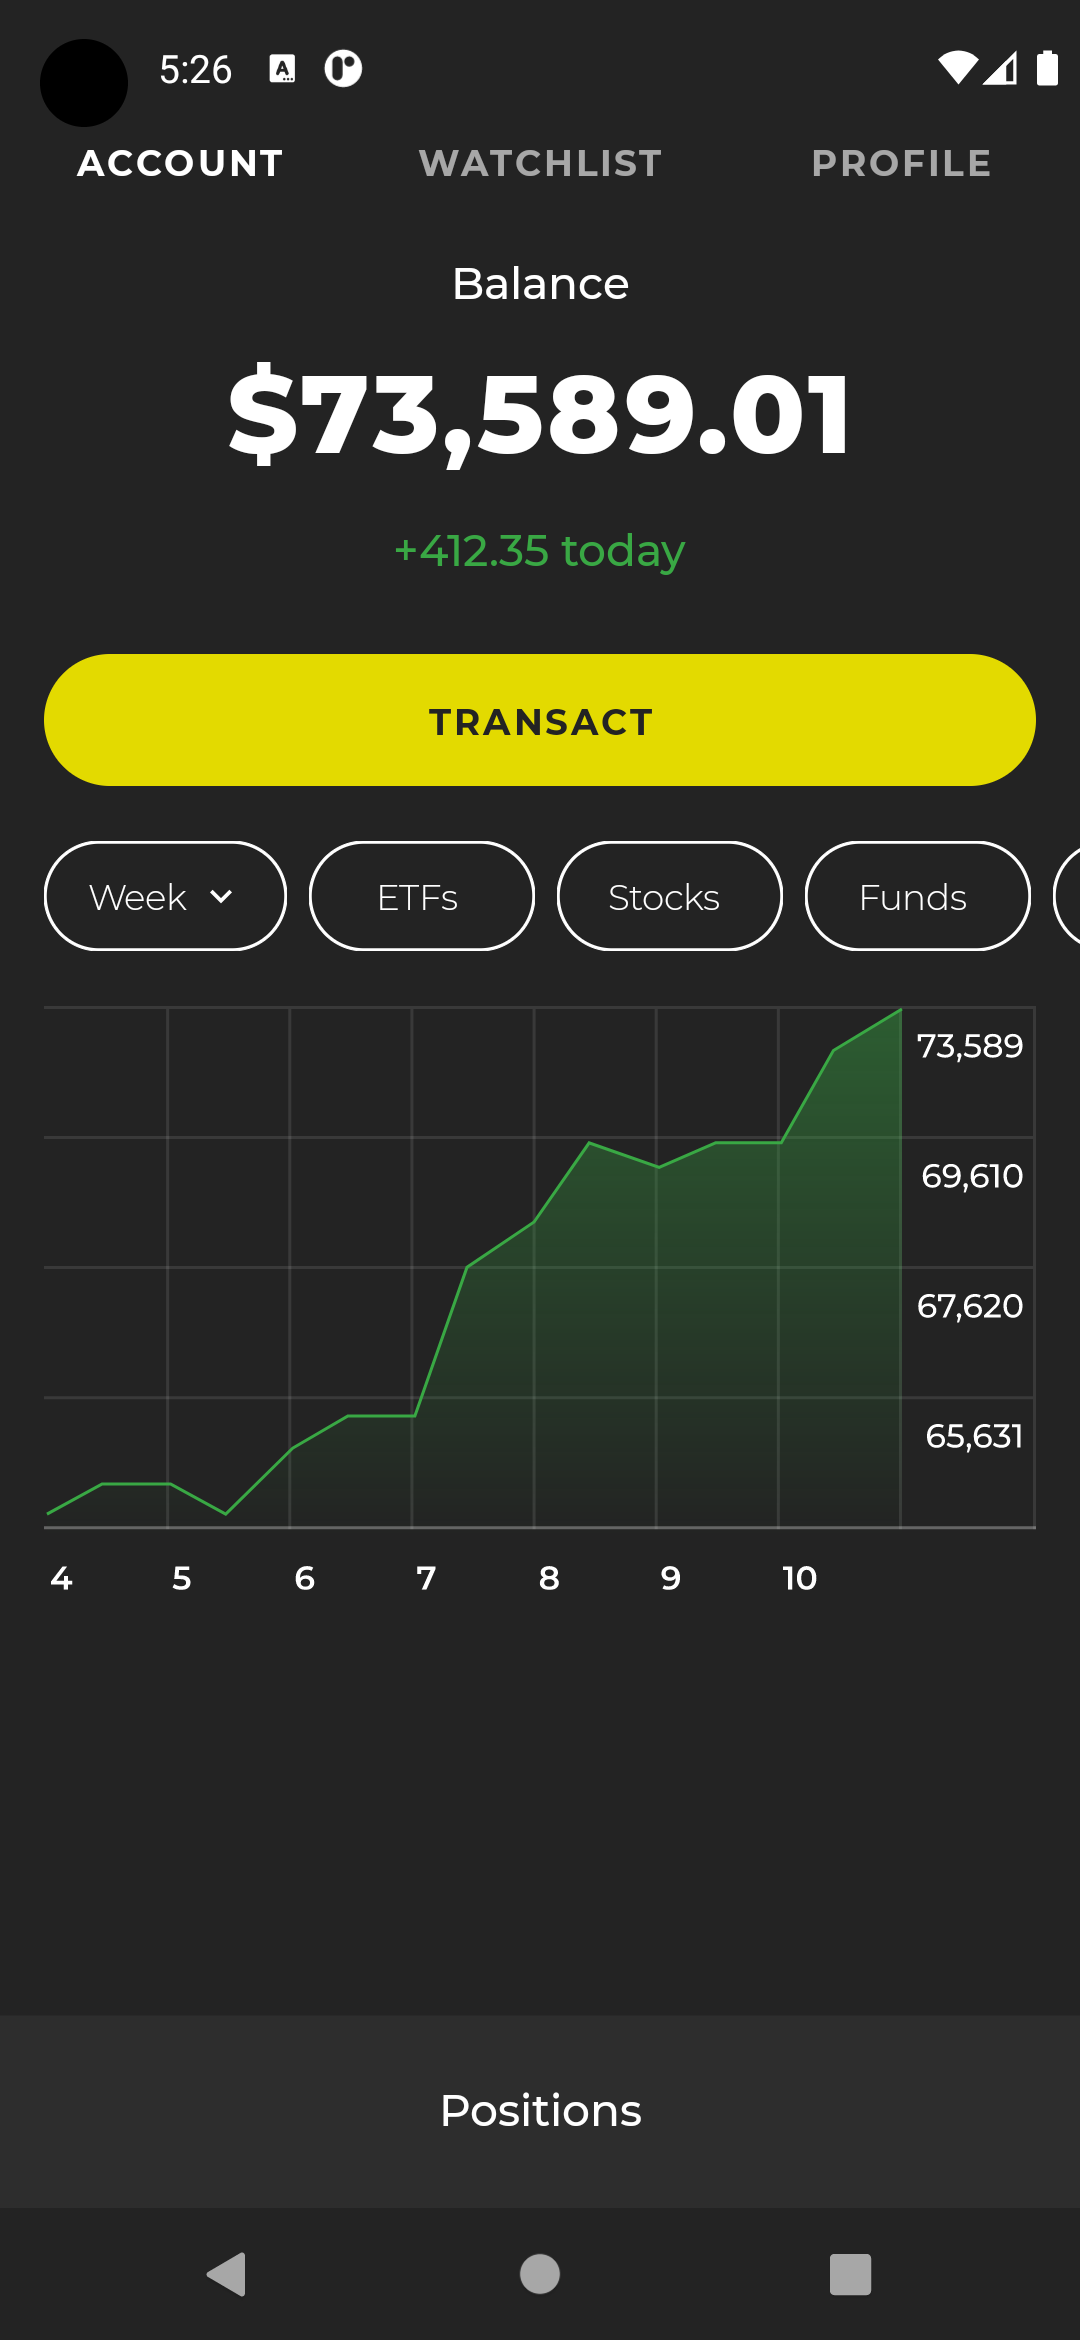 5:26
ACCOUNT WATCHLIST PROFILE
Balance
$73,589.01
+412.35 today
TRANSACT
Week ETFs Stocks Funds
73,589
69,610
67,620
65,631
4 5 6 7 8 9 10
Positions